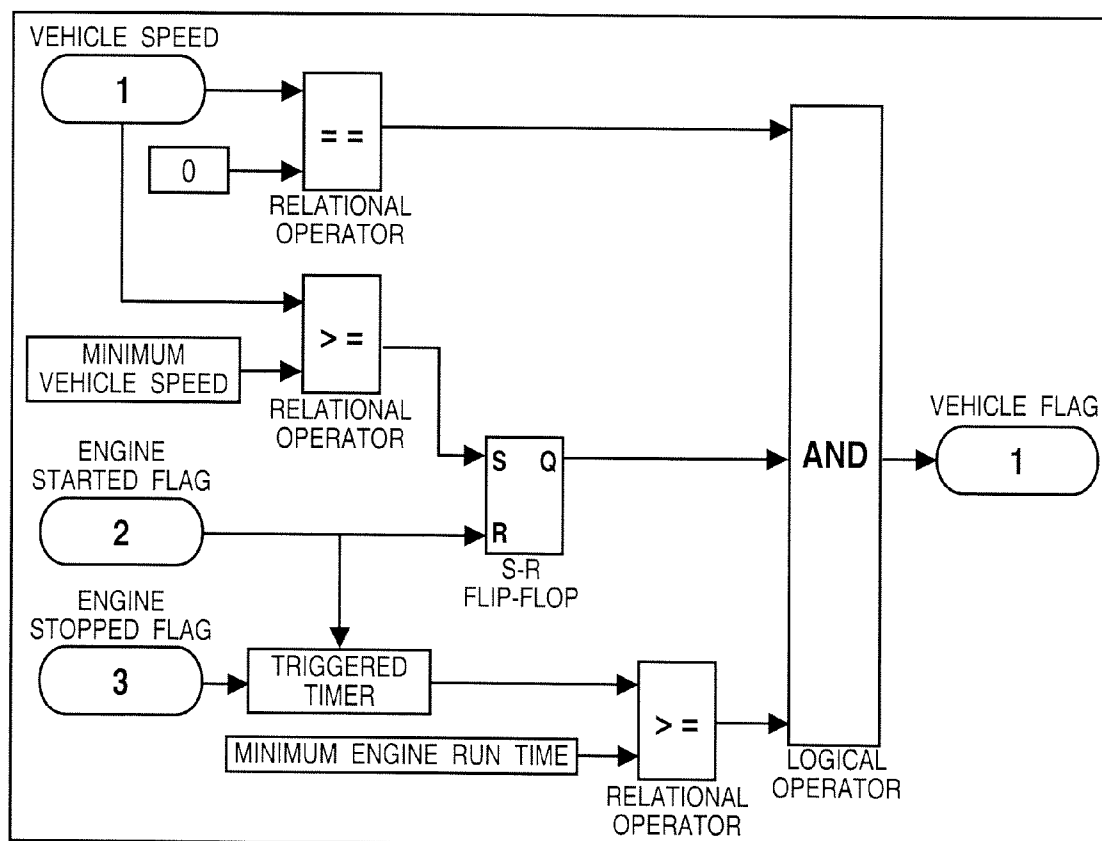 VEHICLE SPEED
1
0
= =
RELATIONAL
OPERATOR
MINIMUM
VEHICLE SPEED
> =
RELATIONAL
OPERATOR
ENGINE
STARTED FLAG
2
S Q
R
S-R
FLIP-FLOP
ENGINE
STOPPED FLAG
3
TRIGGERED
TIMER
MINIMUM ENGINE RUN TIME
> =
RELATIONAL
OPERATOR
AND
LOGICAL
OPERATOR
VEHICLE FLAG
1